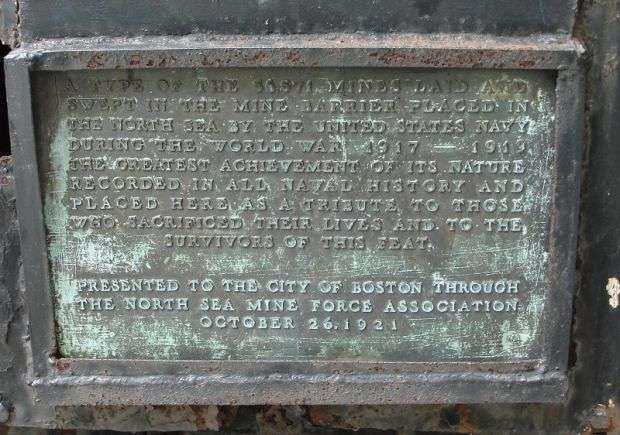 A TYPE OF THE 56,571 MINES LAID AND
SWEPT IN THE MINE BARRIER PLACED IN
THE NORTH SEA BY THE UNITED STATES NAVY
DURING THE WORLD WAR 1917 — 1919
THE GREATEST ACHIEVEMENT OF ITS NATURE
RECORDED IN ALL NAVAL HISTORY AND
PLACED HERE AS A TRIBUTE TO THOSE
WHO SACRIFICED THEIR LIVES AND TO THE
SURVIVORS OF THIS FEAT.
PRESENTED TO THE CITY OF BOSTON THROUGH
THE NORTH SEA MINE FORCE ASSOCIATION
OCTOBER 26, 1921